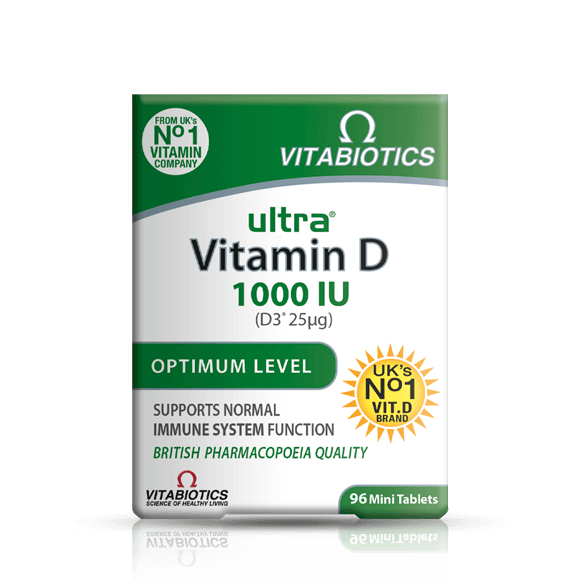 FROM UK's
Nº1
VITAMIN
COMPANY
VITABIOTICS
ultra®
Vitamin D
1000 IU
(D3* 25µg)
OPTIMUM LEVEL
UK's
Nº1
VIT.D
BRAND
SUPPORTS NORMAL
IMMUNE SYSTEM FUNCTION
BRITISH PHARMACOPOEIA QUALITY
VITABIOTICS
SCIENCE OF HEALTHY LIVING
96 Mini Tablets